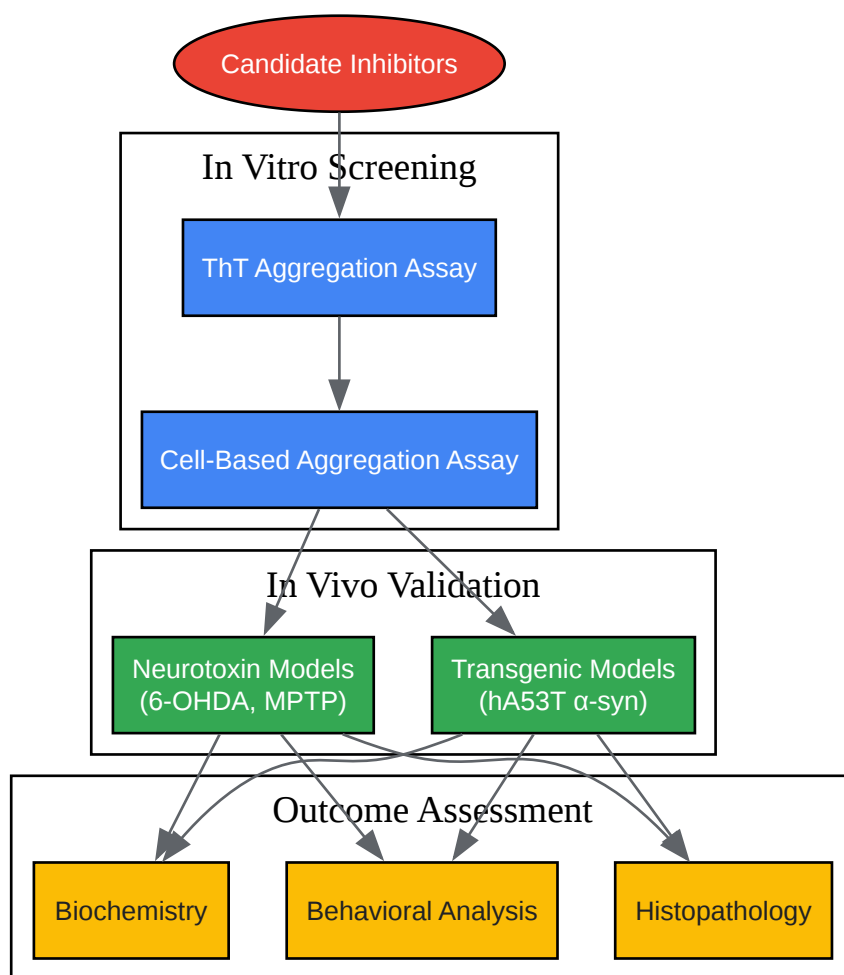 Candidate Inhibitors
In Vitro Screening
ThT Aggregation Assay
Cell-Based Aggregation Assay
In Vivo Validation
Neurotoxin Models
(6-OHDA, MPTP)
Transgenic Models
(hA53T α-syn)
Outcome Assessment
Biochemistry
Behavioral Analysis
Histopathology